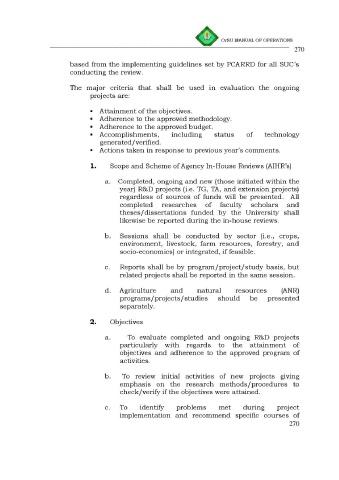 CvSU MANUAL OF OPERATIONS
270
based from the implementing guidelines set by PCARRD for all SUC's
conducting the review.
The major criteria that shall be used in evaluation the ongoing
projects are:
• Attainment of the objectives.
• Adherence to the approved methodology.
• Adherence to the approved budget.
• Accomplishments, including status of technology
generated/verified.
• Actions taken in response to previous year's comments.
1. Scope and Scheme of Agency In-House Reviews (AIHR's)
a. Completed, ongoing and new (those initiated within the
year) R&D projects (i.e. TG, TA, and extension projects)
regardless of sources of funds will be presented. All
completed researches of faculty scholars and
theses/dissertations funded by the University shall
likewise be reported during the in-house reviews.
b. Sessions shall be conducted by sector (i.e., crops,
environment, livestock, farm resources, forestry, and
socio-economics) or integrated, if feasible.
c. Reports shall be by program/project/study basis, but
related projects shall be reported in the same session.
d. Agriculture and natural resources (ANR)
programs/projects/studies should be presented
separately.
2. Objectives
a. To evaluate completed and ongoing R&D projects
particularly with regards to the attainment of
objectives and adherence to the approved program of
activities.
b. To review initial activities of new projects giving
emphasis on the research methods/procedures to
check/verify if the objectives were attained.
c. To identify problems met during project
implementation and recommend specific courses of
270